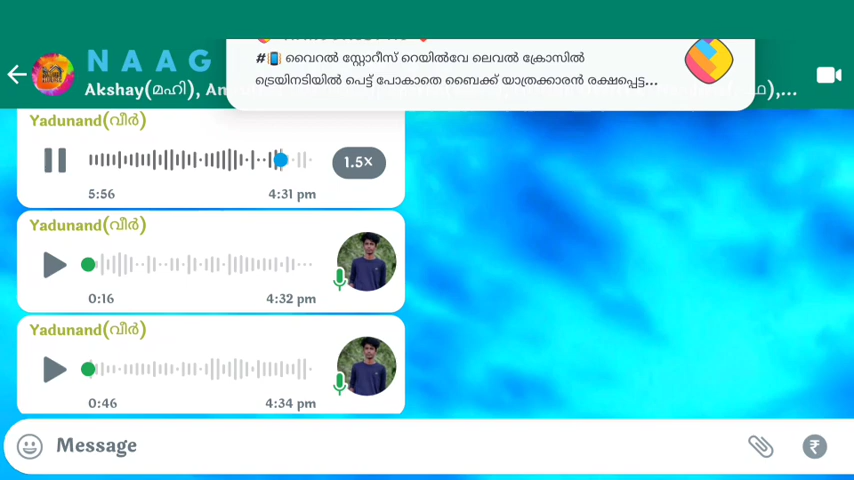 NAAG
#📲 വൈറൽ സ്റ്റോറീസ് റെയിൽവേ ലെവൽ ക്രോസിൽ
ട്രെയിനടിയിൽ പെട്ട് പോകാതെ ബൈക്ക് യാത്രക്കാരൻ രക്ഷപ്പെട്ട...
Akshay(മഹി),
Yadunand(വീർ)
1.5×
5:56 4:31 pm
Yadunand(വീർ)
0:16 4:32 pm
Yadunand(വീർ)
0:46 4:34 pm
Message
₹